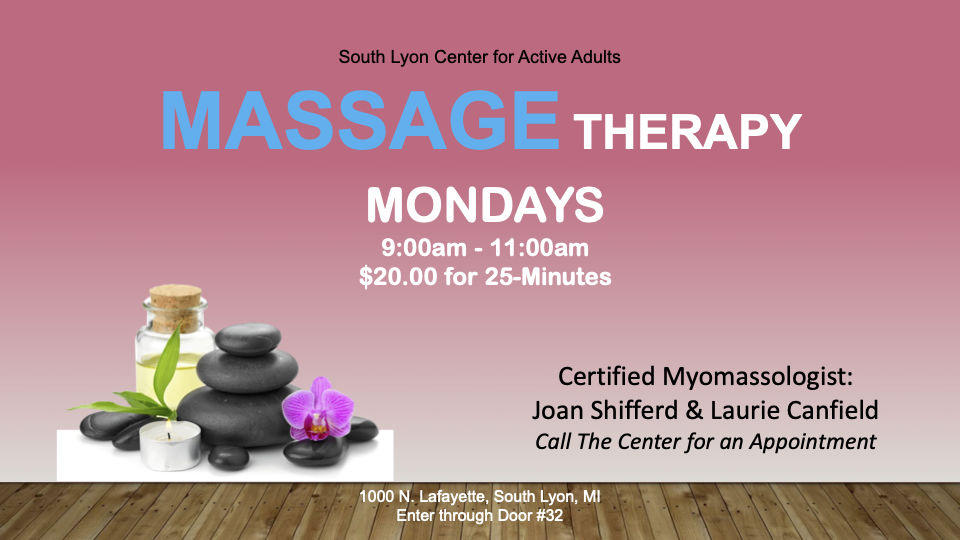 South Lyon Center for Active Adults
MASSAGE THERAPY
MONDAYS
9:00am - 11:00am
$20.00 for 25-Minutes
Certified Myomassologist:
Joan Shifferd & Laurie Canfield
Call The Center for an Appointment
1000 N. Lafayette, South Lyon, MI
Enter through Door #32